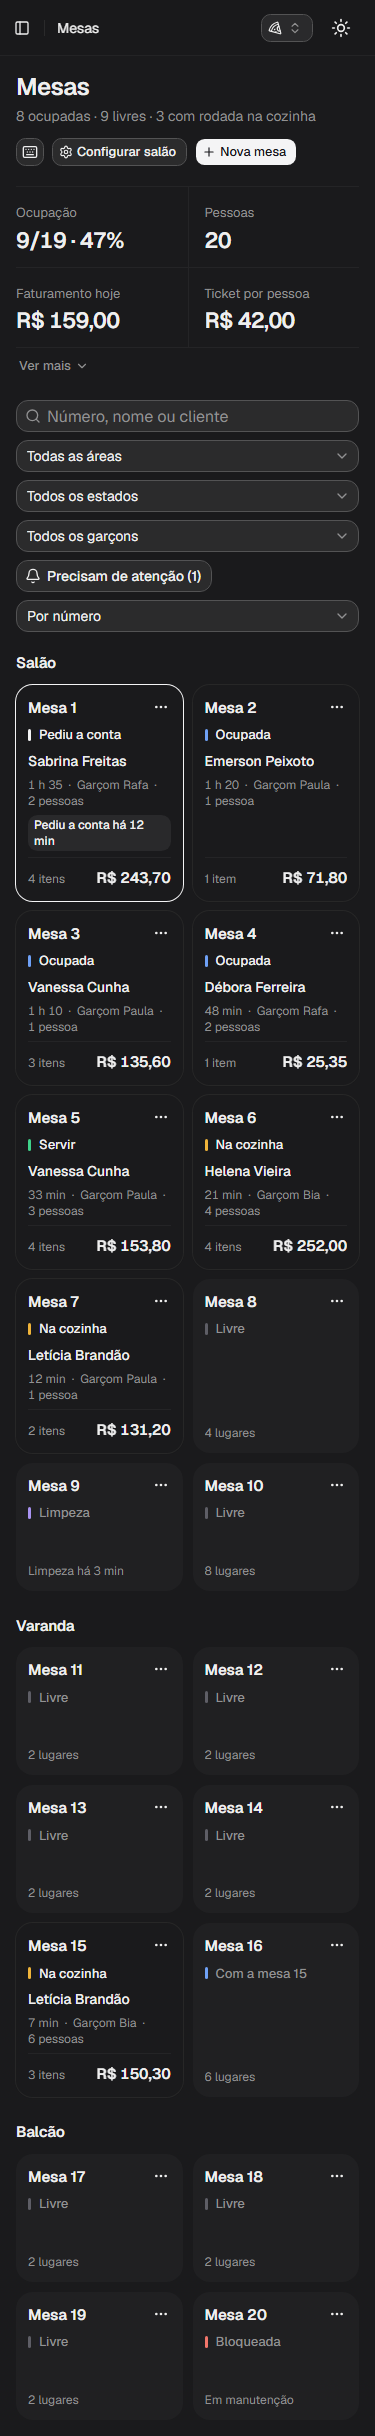 Mesas
Mesas
8 ocupadas · 9 livres · 3 com rodada na cozinha
Configurar salão
Nova mesa
Ocupação
9/19 · 47%
Pessoas
20
Faturamento hoje
R$ 159,00
Ticket por pessoa
R$ 42,00
Ver mais
Número, nome ou cliente
Todas as áreas
Todos os estados
Todos os garçons
Precisam de atenção (1)
Por número
Salão
Mesa 1
Pediu a conta
Sabrina Freitas
1 h 35 · Garçom Rafa ·
2 pessoas
Pediu a conta há 12
min
4 itens R$ 243,70
Mesa 2
Ocupada
Emerson Peixoto
1 h 20 · Garçom Paula ·
1 pessoa
1 item R$ 71,80
Mesa 3
Ocupada
Vanessa Cunha
1 h 10 · Garçom Paula ·
1 pessoa
3 itens R$ 135,60
Mesa 4
Ocupada
Débora Ferreira
48 min · Garçom Rafa ·
2 pessoas
1 item R$ 25,35
Mesa 5
Servir
Vanessa Cunha
33 min · Garçom Paula ·
3 pessoas
4 itens R$ 153,80
Mesa 6
Na cozinha
Helena Vieira
21 min · Garçom Bia ·
4 pessoas
4 itens R$ 252,00
Mesa 7
Na cozinha
Letícia Brandão
12 min · Garçom Paula ·
1 pessoa
2 itens R$ 131,20
Mesa 8
Livre
4 lugares
Mesa 9
Limpeza
Limpeza há 3 min
Mesa 10
Livre
8 lugares
Varanda
Mesa 11
Livre
2 lugares
Mesa 12
Livre
2 lugares
Mesa 13
Livre
2 lugares
Mesa 14
Livre
2 lugares
Mesa 15
Na cozinha
Letícia Brandão
7 min · Garçom Bia ·
6 pessoas
3 itens R$ 150,30
Mesa 16
Com a mesa 15
6 lugares
Balcão
Mesa 17
Livre
2 lugares
Mesa 18
Livre
2 lugares
Mesa 19
Livre
2 lugares
Mesa 20
Bloqueada
Em manutenção